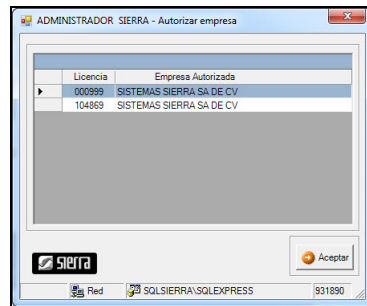 ADMINISTRADOR SIERRA - Autorizar empresa
Licencia Empresa Autorizada
000999 SISTEMAS SIERRA SA DE CV
104869 SISTEMAS SIERRA SA DE CV
sierra
Aceptar
Red SQLSIERRA\SQLEXPRESS 931890